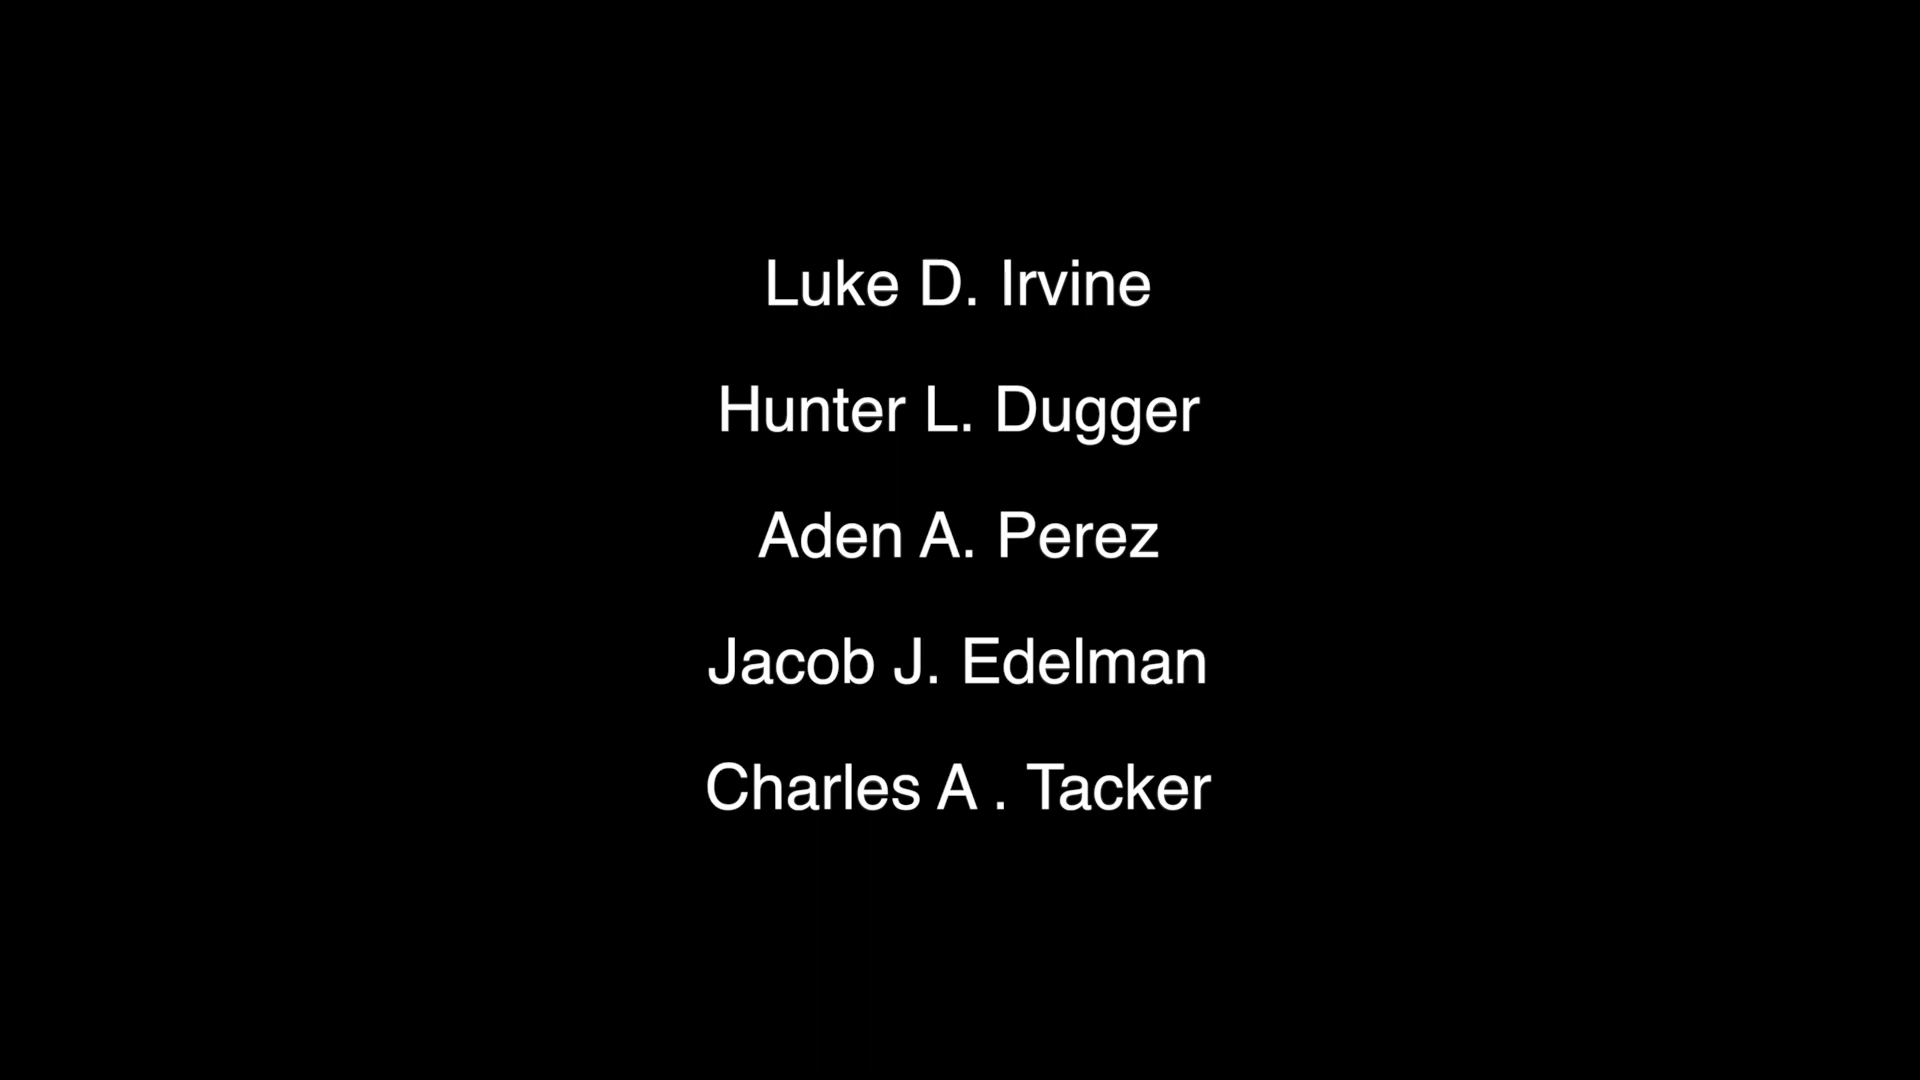 Luke D. Irvine
Hunter L. Dugger
Aden A. Perez
Jacob J. Edelman
Charles A . Tacker